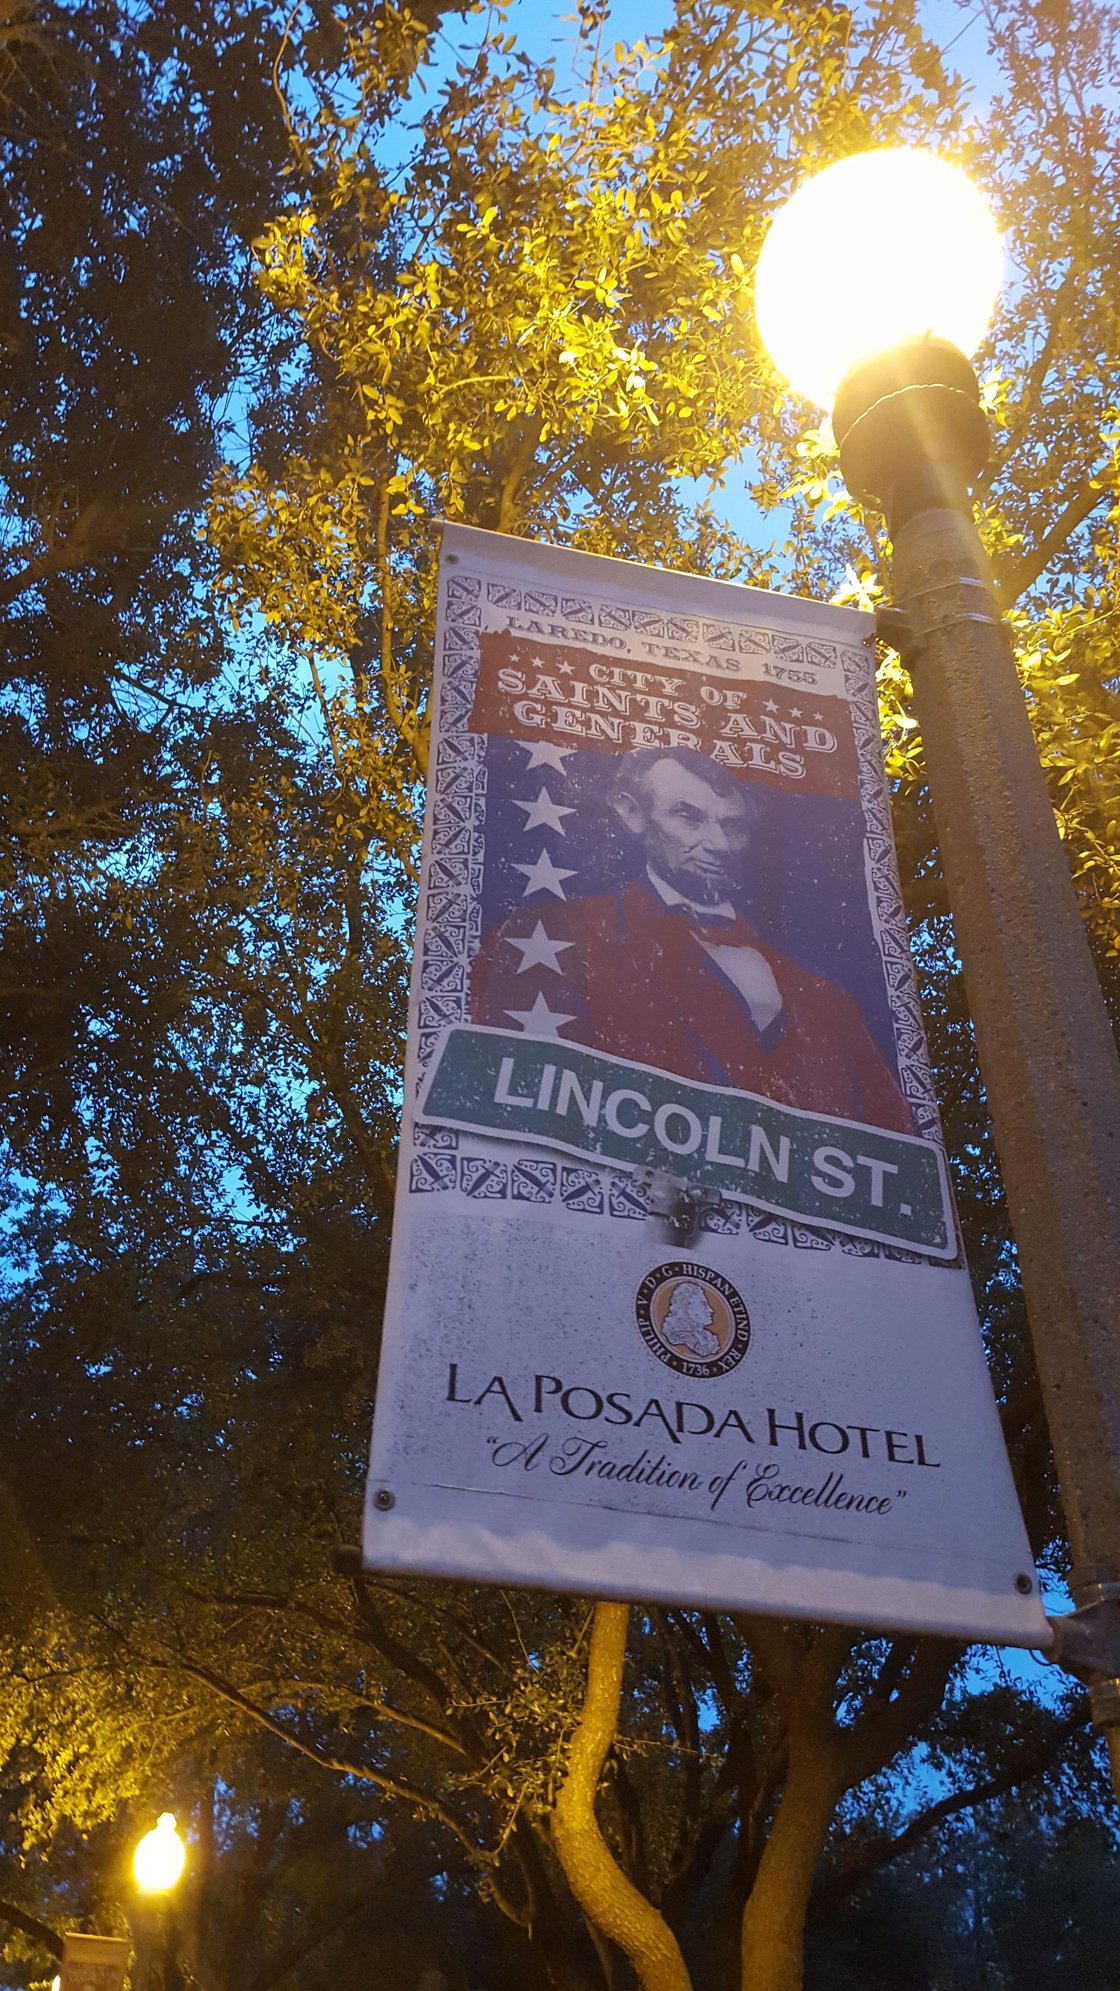 LAREDO, TEXAS 1755
CITY OF
SAINTS AND
GENERALS
LINCOLN ST.
PHILIP · V · D · G · HISPAN ET IND · REX · 1736 ·
LA POSADA HOTEL
"A Tradition of Excellence"